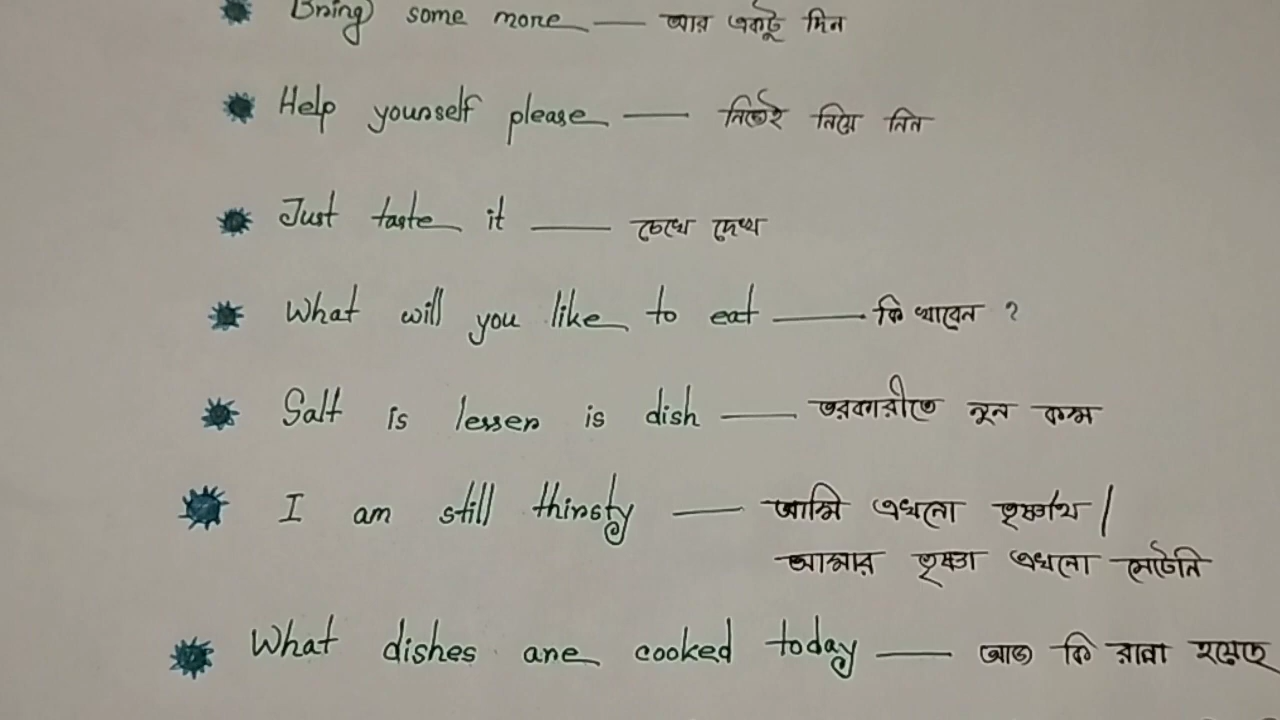 Bring some more — আর একটু দিন
Help yourself please — নিজেই নিয়ে নিন
Just taste it — চেখে দেখ
What will you like to eat — কি খাবেন ?
Salt is lesser is dish — তরকারীতে নুন কম
I am still thirsty — আমি এখনো তৃষ্ণার্থ /
আমার তৃষ্ণা এখনো মেটেনি
What dishes are cooked today — আজ কি রান্না হয়েছে